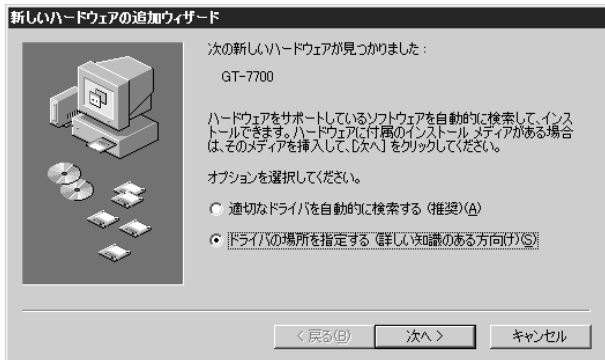 新しいハードウェアの追加ウィザード
次の新しいハードウェアが見つかりました：
GT-7700
ハードウェアをサポートしているソフトウェアを自動的に検索して、インス
トールできます。ハードウェアに付属のインストール メディアがある場合
は、そのメディアを挿入して、[次へ] をクリックしてください。
オプションを選択してください。
適切なドライバを自動的に検索する (推奨)(A)
ドライバの場所を指定する (詳しい知識のある方向け)(S)
< 戻る(B)
次へ >
キャンセル